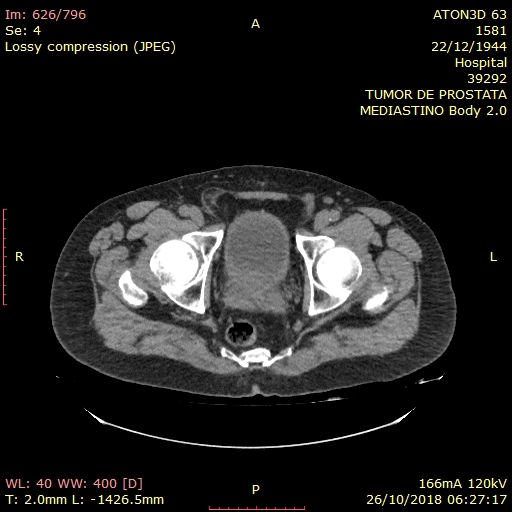 Im: 626/796
Se: 4
Lossy compression (JPEG)
A
ATON3D 63
1581
22/12/1944
Hospital
39292
TUMOR DE PROSTATA
MEDIASTINO Body 2.0
R
L
WL: 40 WW: 400 [D]
T: 2.0mm L: -1426.5mm
P
166mA 120kV
26/10/2018 06:27:17